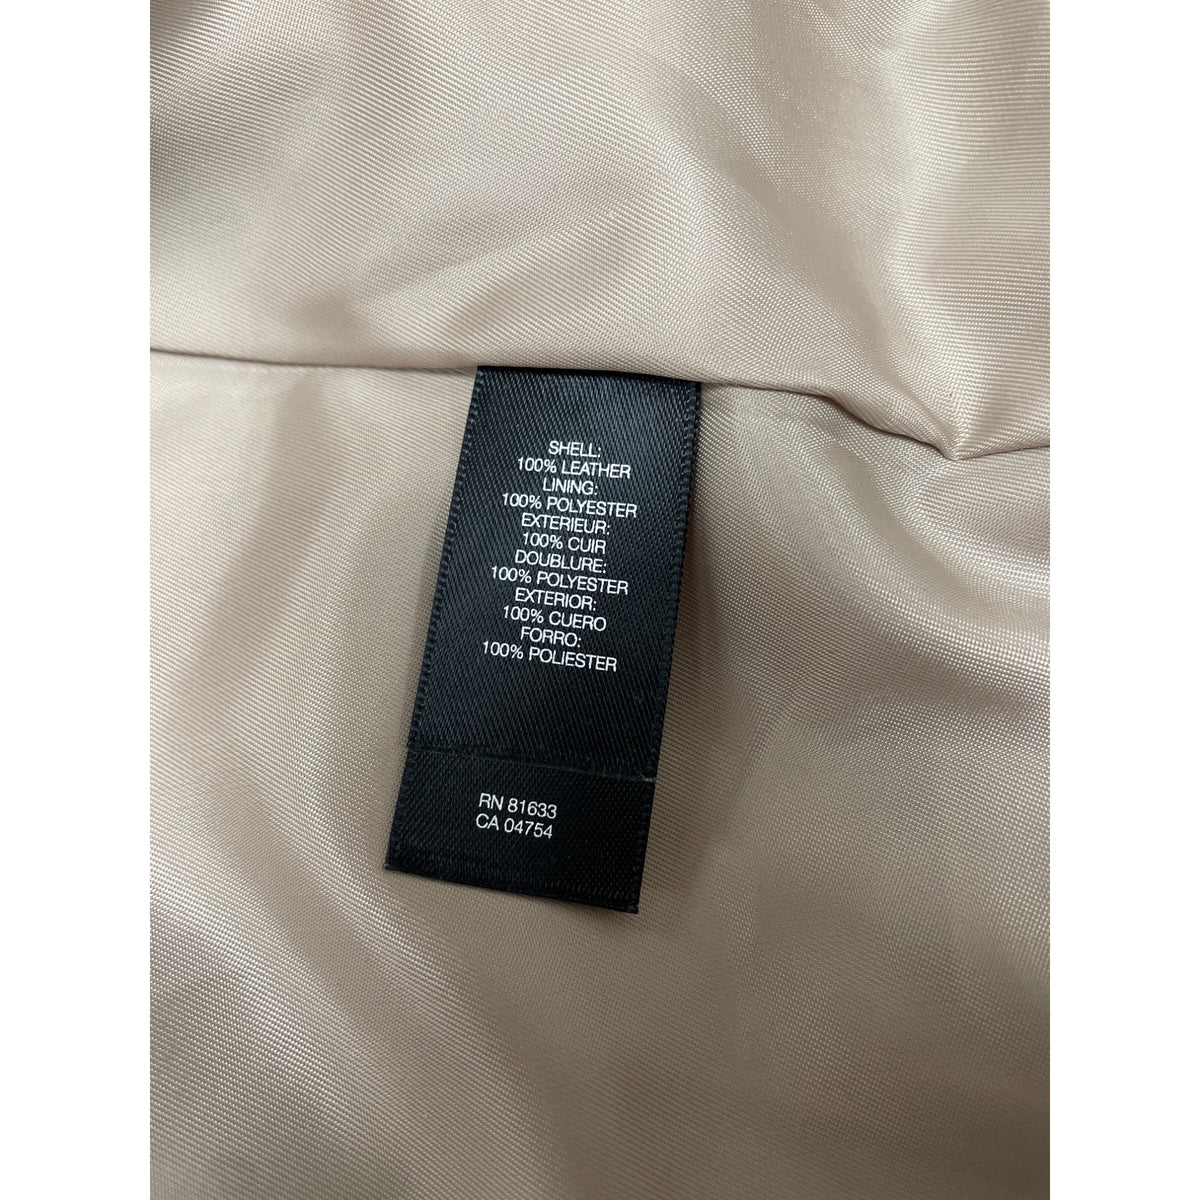 SHELL:
100% LEATHER
LINING:
100% POLYESTER
EXTERIEUR:
100% CUIR
DOUBLURE:
100% POLYESTER
EXTERIOR:
100% CUERO
FORRO:
100% POLIESTER
RN 81633
CA 04754